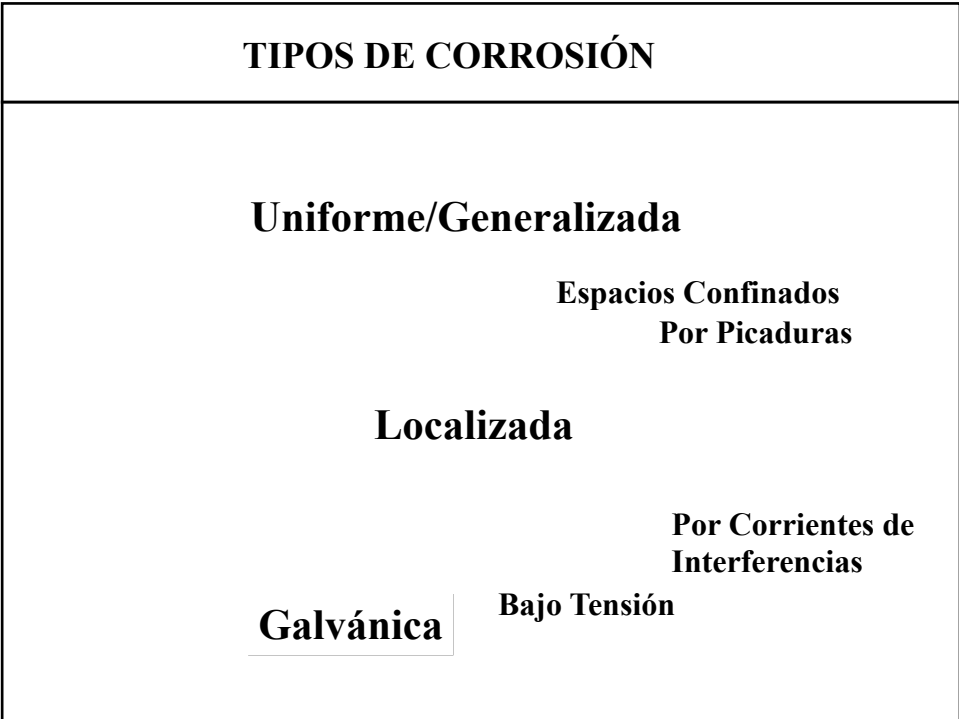 TIPOS DE CORROSIÓN
Uniforme/Generalizada
Espacios Confinados
Por Picaduras
Localizada
Por Corrientes de
Interferencias
Bajo Tensión
Galvánica